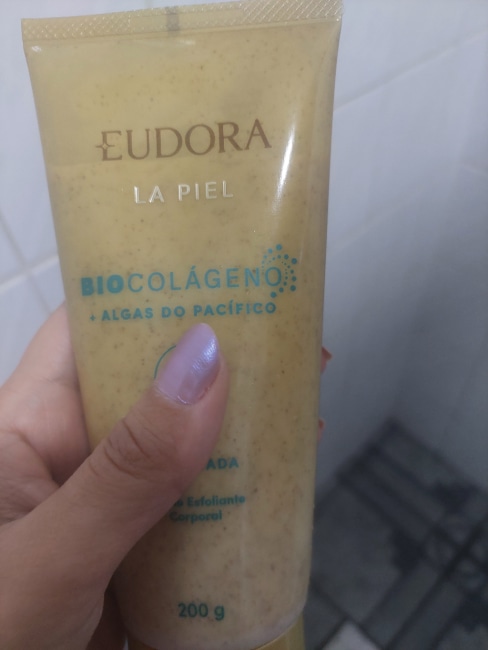 EUDORA
LA PIEL
BIOCOLÁGENO
+ ALGAS DO PACÍFICO
ADA
Esfoliante
Corporal
200 g